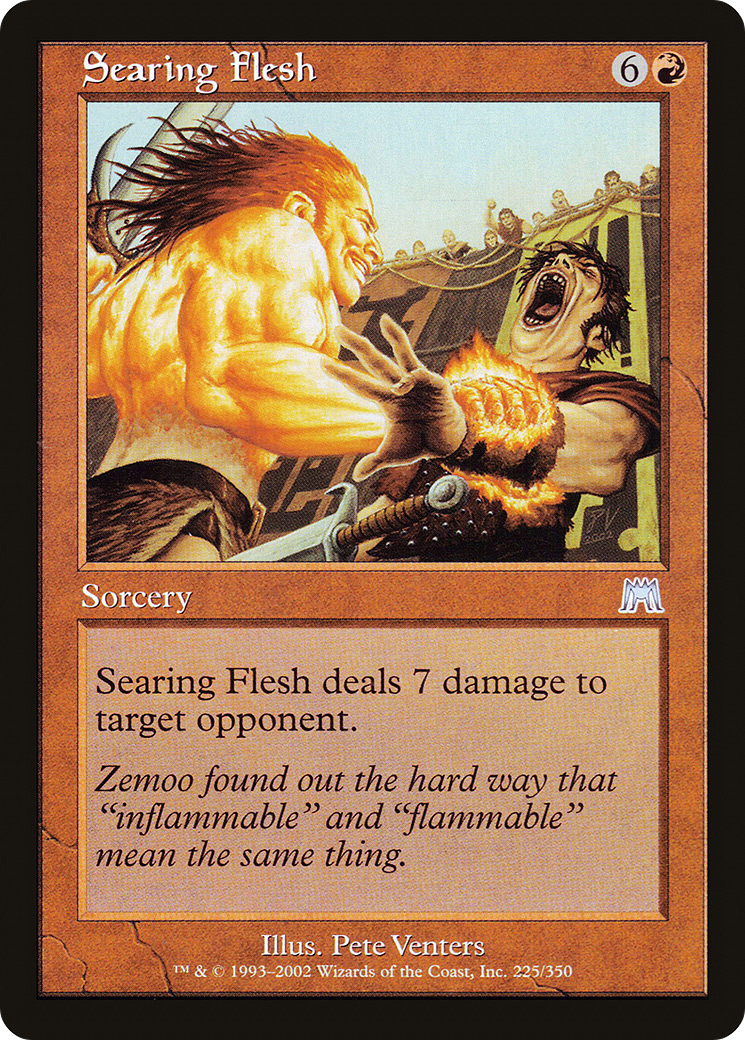 Searing Flesh
6
Sorcery
Searing Flesh deals 7 damage to
target opponent.
Zemoo found out the hard way that
“inflammable” and “flammable”
mean the same thing.
PV
2002
Illus. Pete Venters
™ & © 1993–2002 Wizards of the Coast, Inc. 225/350